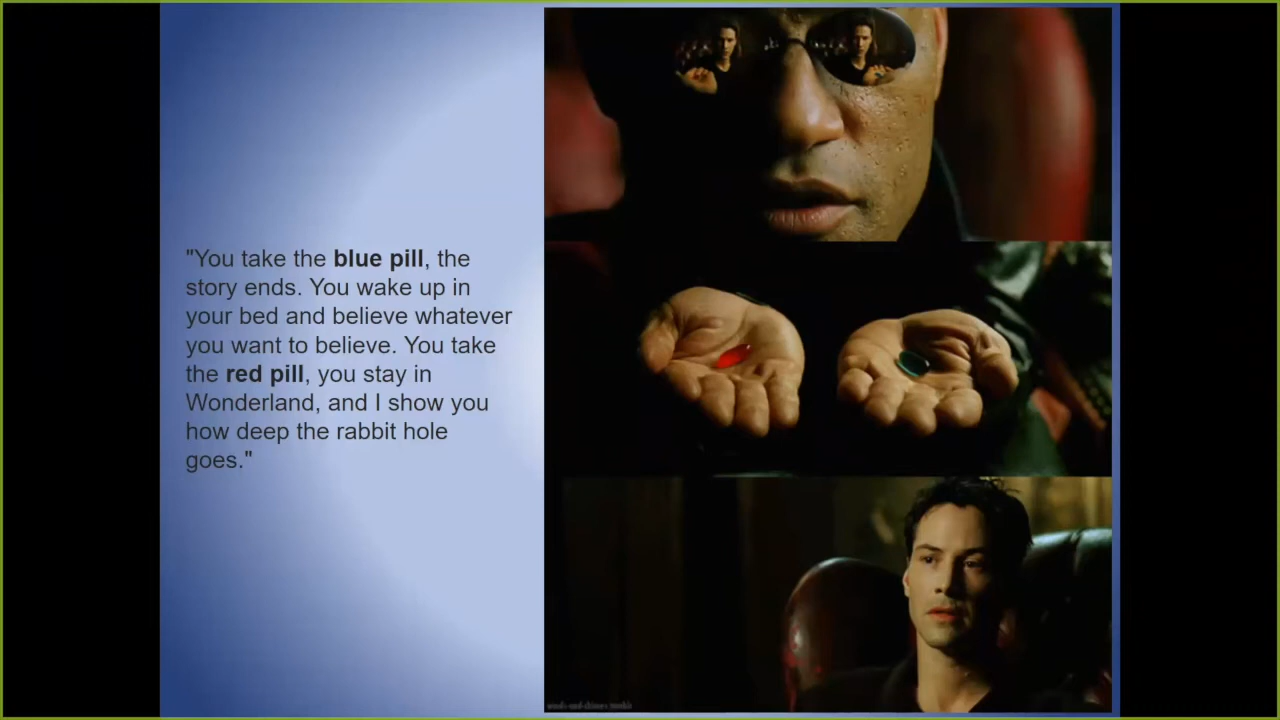 "You take the blue pill, the
story ends. You wake up in
your bed and believe whatever
you want to believe. You take
the red pill, you stay in
Wonderland, and I show you
how deep the rabbit hole
goes."